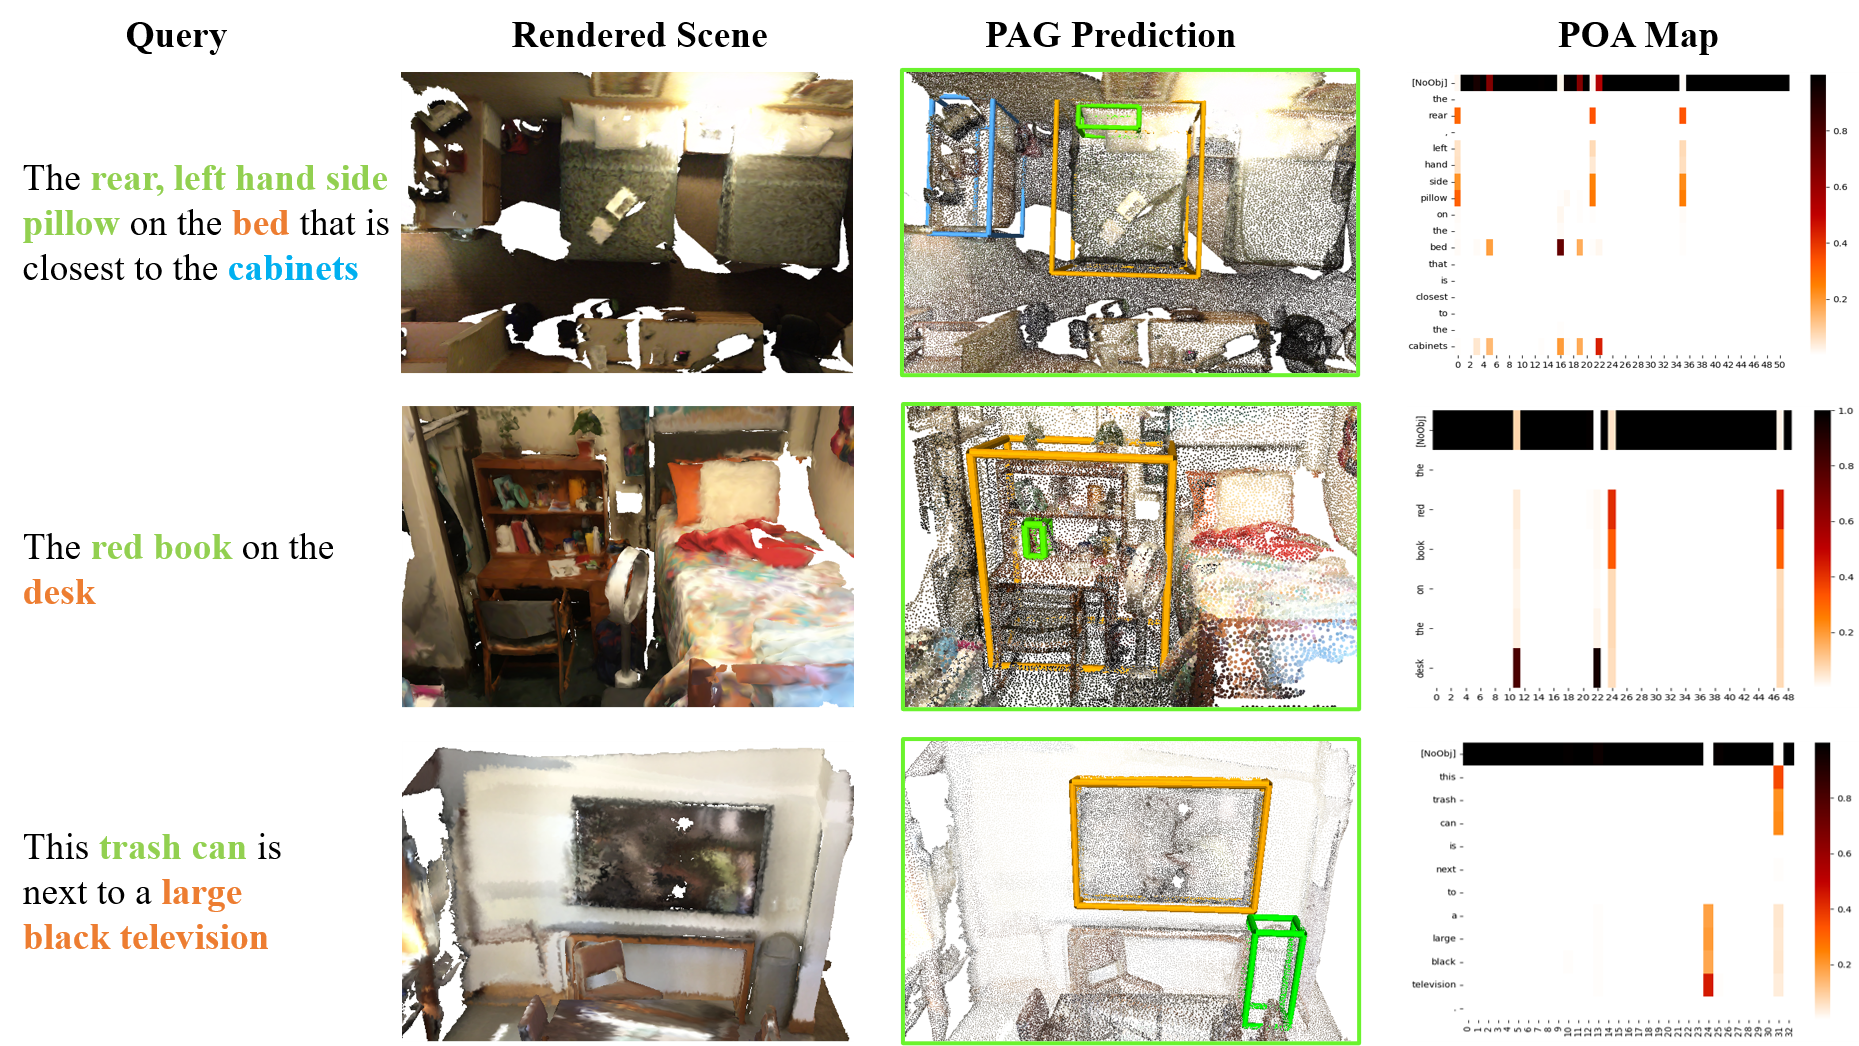 Query
Rendered Scene
PAG Prediction
POA Map
The rear, left hand side
pillow on the bed that is
closest to the cabinets
[NoObj]
the
rear
,
left
hand
side
pillow
on
the
bed
that
is
closest
to
the
cabinets
0 2 4 6 8 10 12 14 16 18 20 22 24 26 28 30 32 34 36 38 40 42 44 46 48 50
0.8
0.6
0.4
0.2
The red book on the
desk
[NoObj]
the
red
book
on
the
desk
0 2 4 6 8 10 12 14 16 18 20 22 24 26 28 30 32 34 36 38 40 42 44 46 48
1.0
0.8
0.6
0.4
0.2
This trash can is
next to a large
black television
[NoObj]
this
trash
can
is
next
to
a
large
black
television
.
0 1 2 3 4 5 6 7 8 9 10 11 12 13 14 15 16 17 18 19 20 21 22 23 24 25 26 27 28 29 30 31 32
0.8
0.6
0.4
0.2